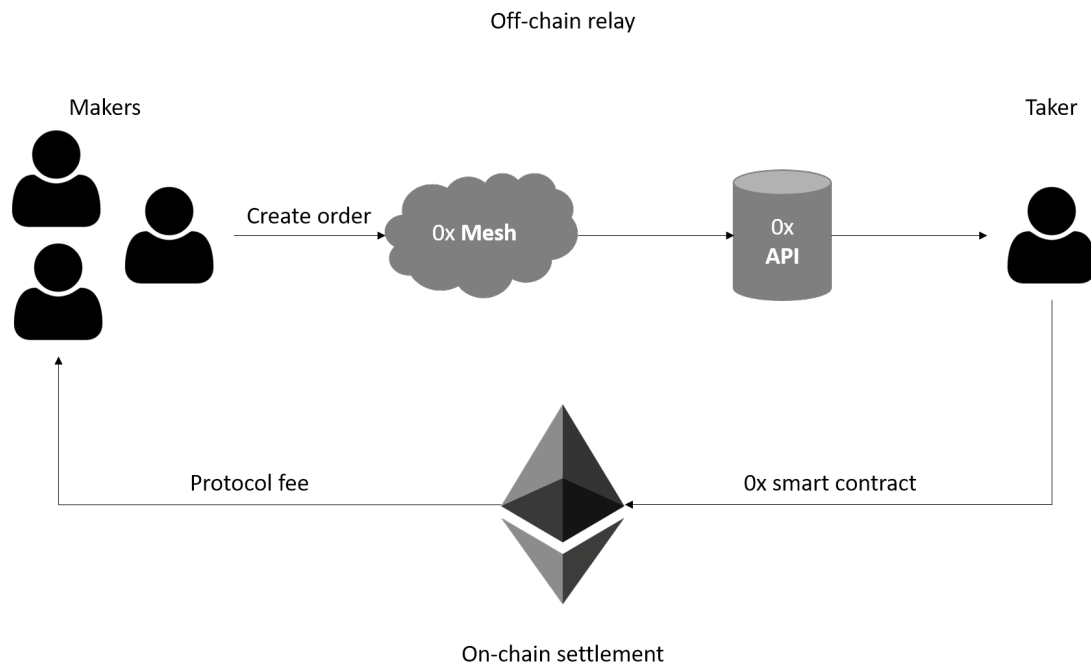 Off-chain relay
Makers
Taker
Create order
0x Mesh
0x
API
Protocol fee
0x smart contract
On-chain settlement